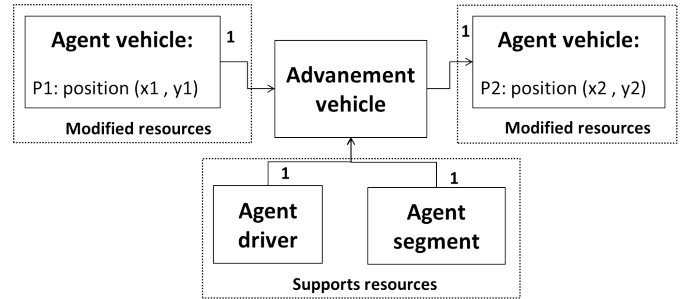 Agent vehicle:
P1: position (x1 , y1)
Modified resources
1
Advanement
vehicle
1
Agent vehicle:
P2: position (x2 , y2)
Modified resources
1
1
Agent
driver
Agent
segment
Supports resources